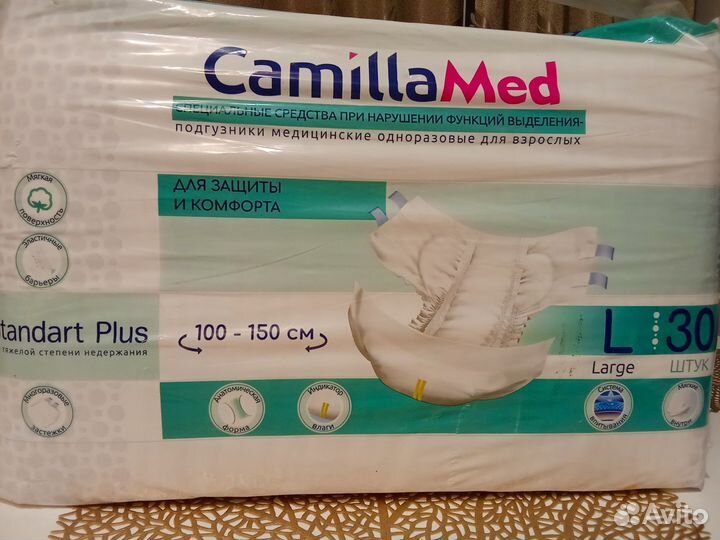 CamillaMed
СПЕЦИАЛЬНЫЕ СРЕДСТВА ПРИ НАРУШЕНИИ ФУНКЦИЙ ВЫДЕЛЕНИЯ-
ПОДГУЗНИКИ МЕДИЦИНСКИЕ ОДНОРАЗОВЫЕ ДЛЯ ВЗРОСЛЫХ
ДЛЯ ЗАЩИТЫ
И КОМФОРТА
Мягкая
поверхность
Эластичные
барьеры
tandart Plus
тяжелой степени недержания
100 - 150 см
L
Large
30
ШТУК
Многоразовые
застежки
Анатомическая
форма
Индикатор
влаги
Система
впитывания
Мягкие
внутри
Avito